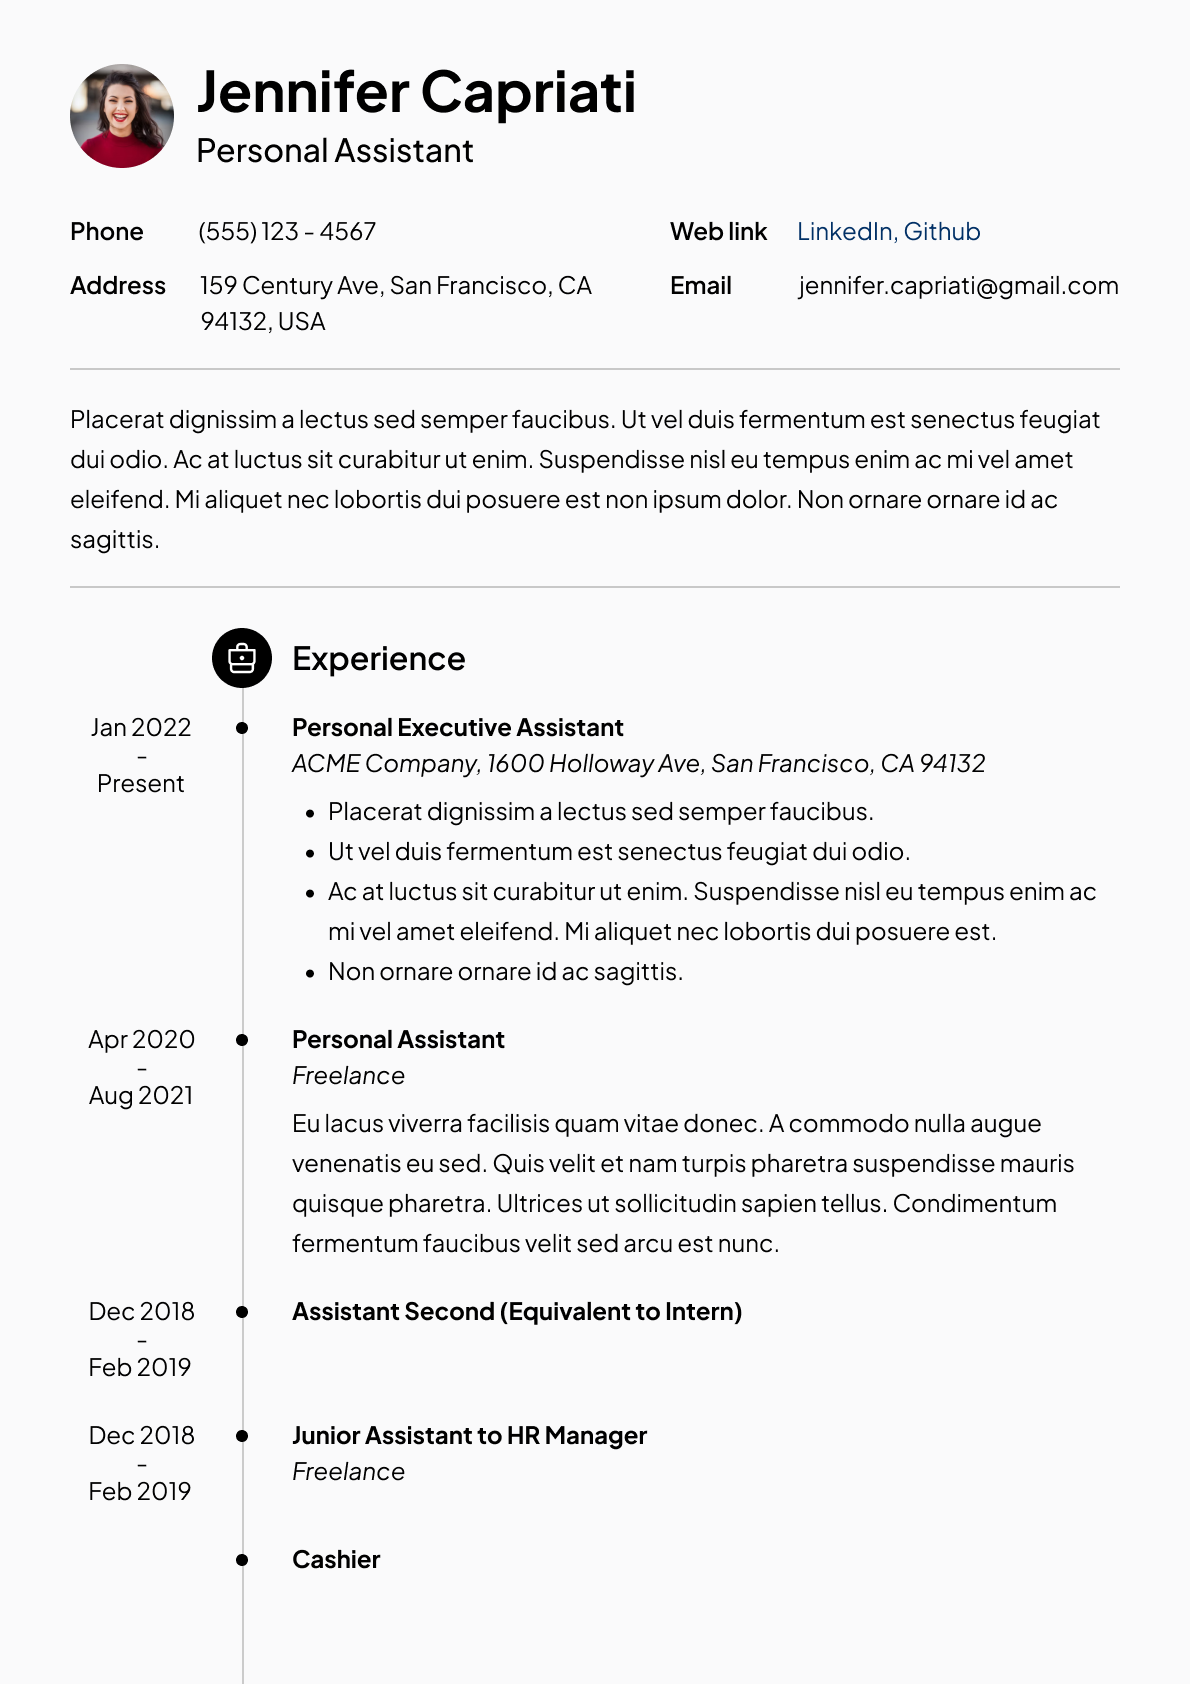 Jennifer Capriati
Personal Assistant
Phone (555) 123 - 4567
Web link LinkedIn, Github
Address 159 Century Ave, San Francisco, CA
94132, USA
Email jennifer.capriati@gmail.com
Placerat dignissim a lectus sed semper faucibus. Ut vel duis fermentum est senectus feugiat
dui odio. Ac at luctus sit curabitur ut enim. Suspendisse nisl eu tempus enim ac mi vel amet
eleifend. Mi aliquet nec lobortis dui posuere est non ipsum dolor. Non ornare ornare id ac
sagittis.
Experience
Jan 2022
-
Present
Personal Executive Assistant
ACME Company, 1600 Holloway Ave, San Francisco, CA 94132
• Placerat dignissim a lectus sed semper faucibus.
• Ut vel duis fermentum est senectus feugiat dui odio.
• Ac at luctus sit curabitur ut enim. Suspendisse nisl eu tempus enim ac
mi vel amet eleifend. Mi aliquet nec lobortis dui posuere est.
• Non ornare ornare id ac sagittis.
Apr 2020
-
Aug 2021
Personal Assistant
Freelance
Eu lacus viverra facilisis quam vitae donec. A commodo nulla augue
venenatis eu sed. Quis velit et nam turpis pharetra suspendisse mauris
quisque pharetra. Ultrices ut sollicitudin sapien tellus. Condimentum
fermentum faucibus velit sed arcu est nunc.
Dec 2018
-
Feb 2019
Assistant Second (Equivalent to Intern)
Dec 2018
-
Feb 2019
Junior Assistant to HR Manager
Freelance
Cashier